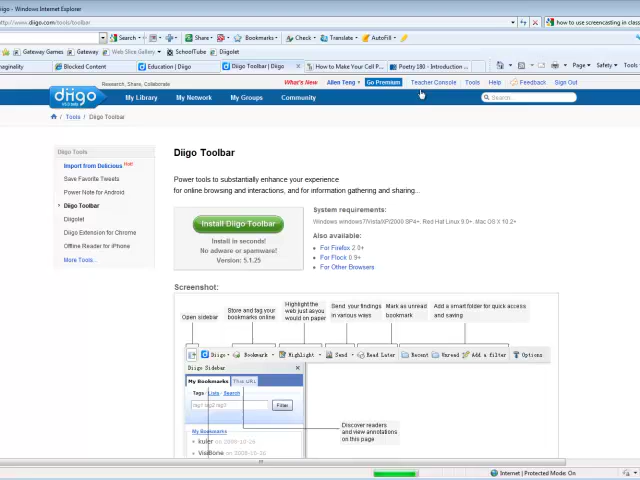 Diigo - Windows Internet Explorer
http://www.diigo.com/tools/toolbar
how to use screencasting in class
Search
Share
Bookmarks
Check
Translate
AutoFill
Gateway Games
Gateway
Web Slice Gallery
SchoolTube
Diigolet
Blocked Content
Education | Diigo
Diigo Toolbar | Diigo
How to Make Your Cell P...
Poetry 180 - Introduction ...
Page
Safety
Tools
Research, Share, Collaborate
What's New
Allen Teng
Go Premium
Teacher Console
Tools
Help
Feedback
Sign Out
diigo
My Library
My Network
My Groups
Community
Search
Tools
Diigo Toolbar
Diigo Tools
Import from Delicious Hot!
Save Favorite Tweets
Power Note for Android
Diigo Toolbar
Diigolet
Diigo Extension for Chrome
Offline Reader for iPhone
More Tools...
Diigo Toolbar
Power tools to substantially enhance your experience
for online browsing and interactions, and for information gathering and sharing...
Install Diigo Toolbar
Install in seconds!
No adware or spamware!
Version: 5.1.25
System requirements:
Windows windows7/Vista/XP/2000 SP4+, Red Hat Linux 9.0+, Mac OS X 10.2+
Also available:
For Firefox 2.0+
For Flock 0.9+
For Other Browsers
Screenshot:
Open sidebar
Store and tag your
bookmarks online
Highlight the
web just as you
would on paper
Send your findings
in various ways
Mark as unread
bookmark
Add a smart folder for quick access
and saving
Diigo
Bookmark
Highlight
Send
Read Later
Recent
Unread
Add a filter
Options
Diigo Sidebar
My Bookmarks
This URL
Tags
Lists
Search
Filter
My Bookmarks
kuler on 2008-10-26
VisiBone on 2008-10-26
Discover readers
and view annotations
on this page
Internet | Protected Mode: On